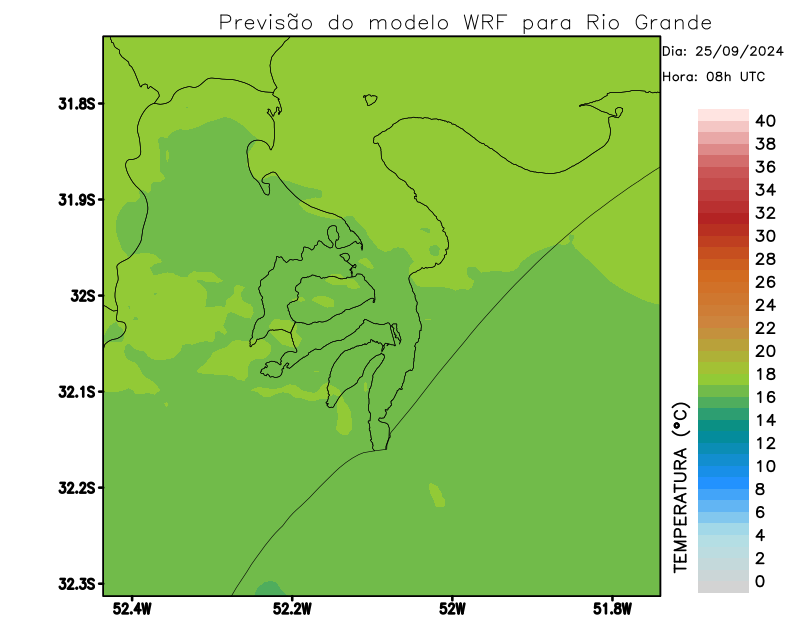 Previsão do modelo WRF para Rio Grande
Dia: 25/09/2024
Hora: 08h UTC
31.8S
31.9S
32S
32.1S
32.2S
32.3S
52.4W
52.2W
52W
51.8W
TEMPERATURA (°C)
40
38
36
34
32
30
28
26
24
22
20
18
16
14
12
10
8
6
4
2
0